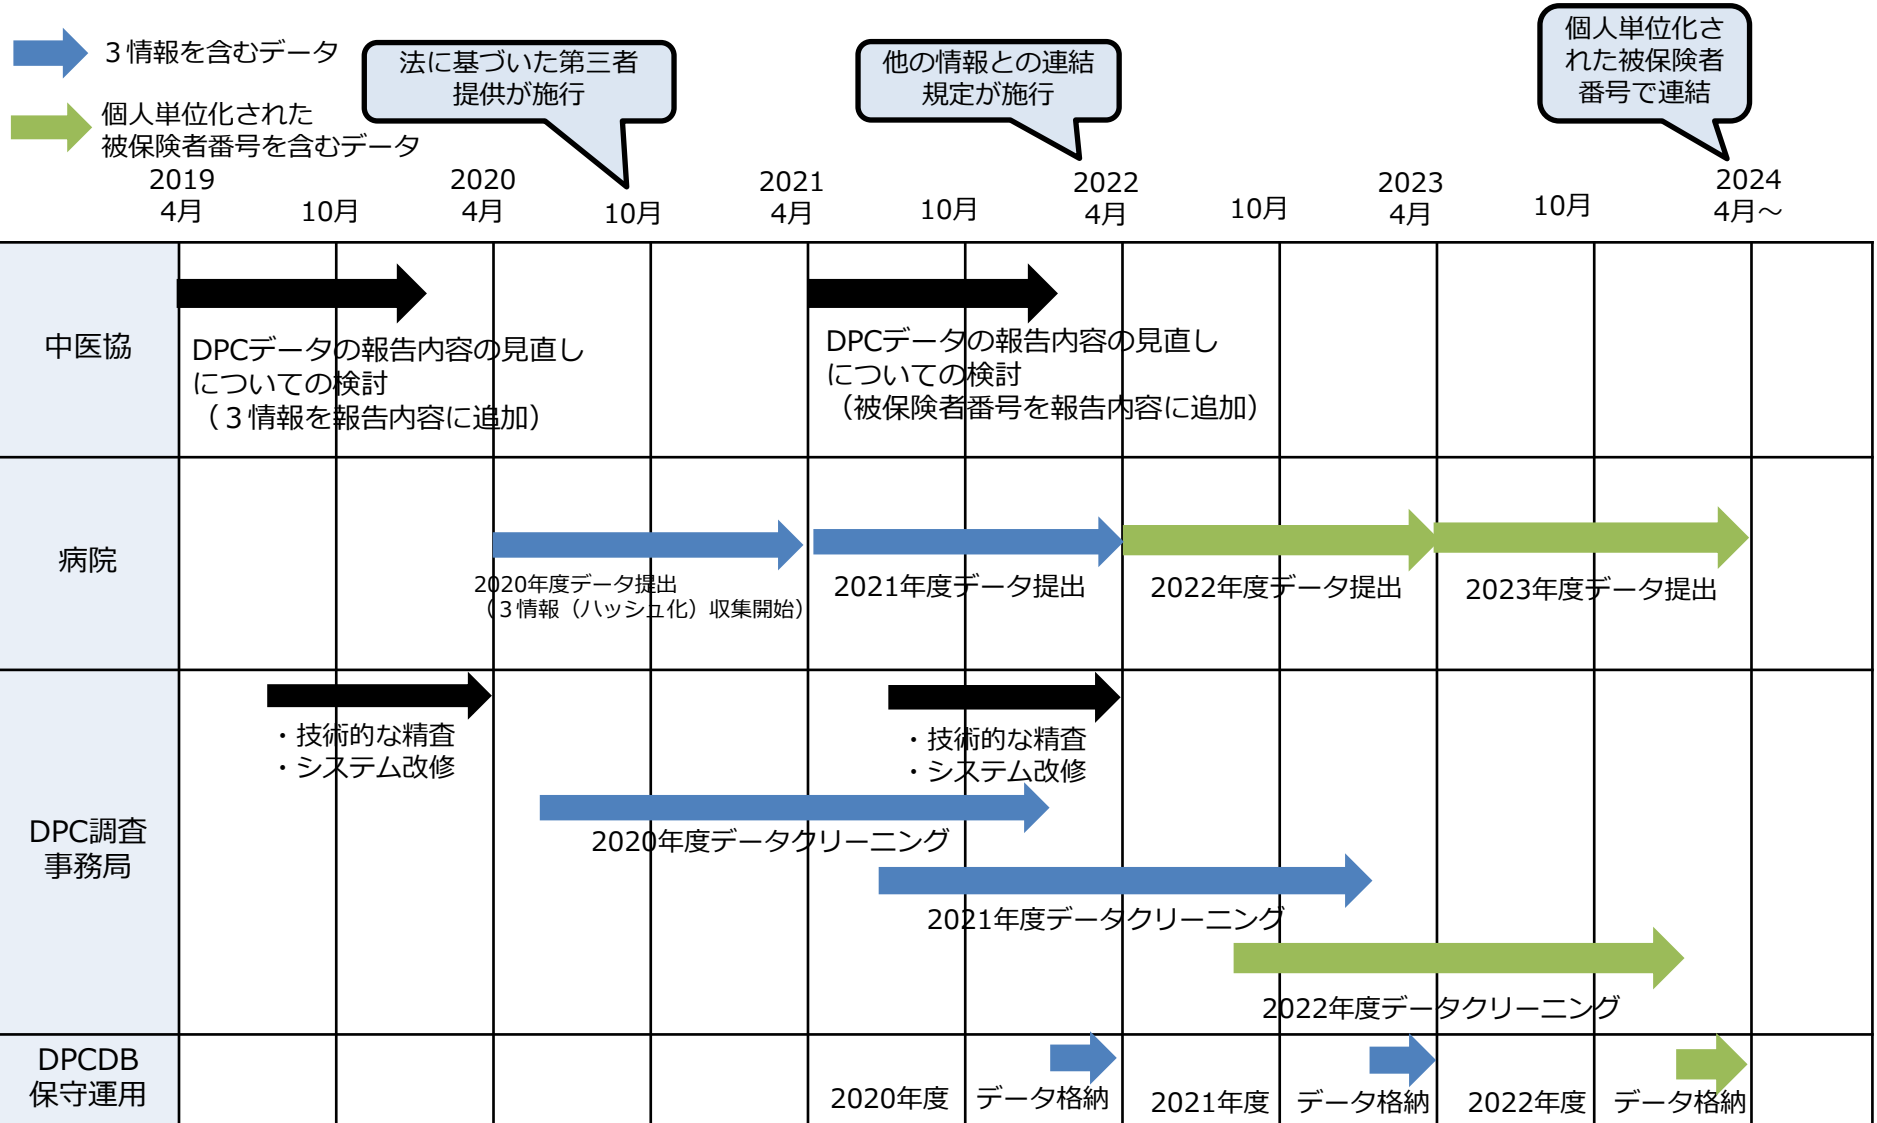 ３情報を含むデータ
個人単位化された
被保険者番号を含むデータ
法に基づいた第三者
提供が施行
他の情報との連結
規定が施行
個人単位化さ
れた被保険者
番号で連結
2019
4月
10月
2020
4月
10月
2021
4月
10月
2022
4月
10月
2023
4月
10月
2024
4月～
中医協
DPCデータの報告内容の見直し
についての検討
（３情報を報告内容に追加）
DPCデータの報告内容の見直し
についての検討
（被保険者番号を報告内容に追加）
病院
2020年度データ提出
（３情報（ハッシュ化）収集開始）
2021年度データ提出
2022年度データ提出
2023年度データ提出
DPC調査
事務局
・技術的な精査
・システム改修
・技術的な精査
・システム改修
2020年度データクリーニング
2021年度データクリーニング
2022年度データクリーニング
DPCDB
保守運用
2020年度 データ格納
2021年度 データ格納
2022年度 データ格納